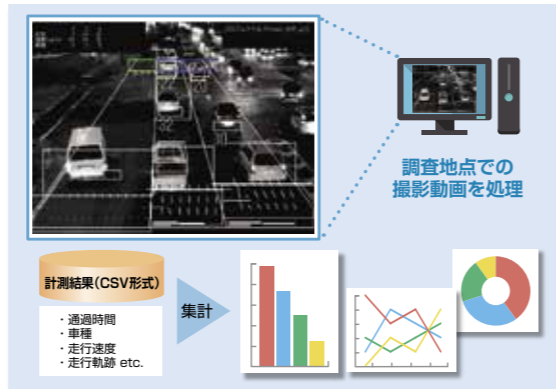 調査地点での
撮影動画を処理
計測結果(CSV形式)
・通過時間
・車種
・走行速度
・走行軌跡 etc.
集計